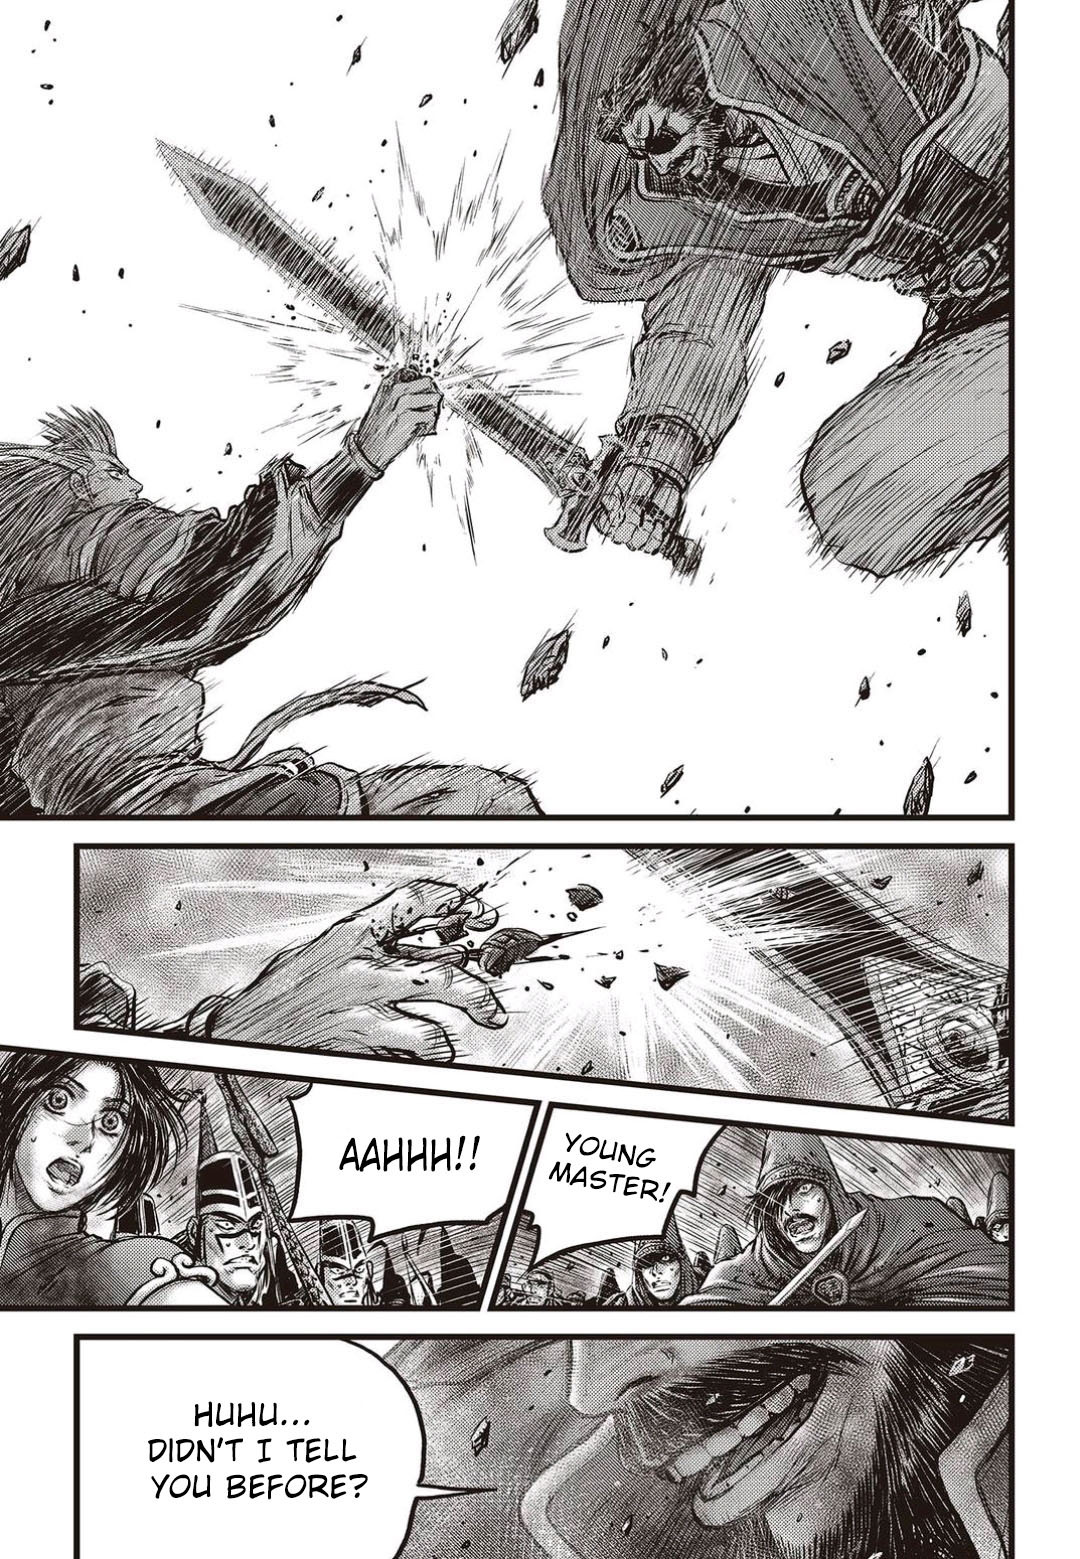 AAHHH!!
YOUNG
MASTER!
HUHU...
DIDN'T I TELL
YOU BEFORE?